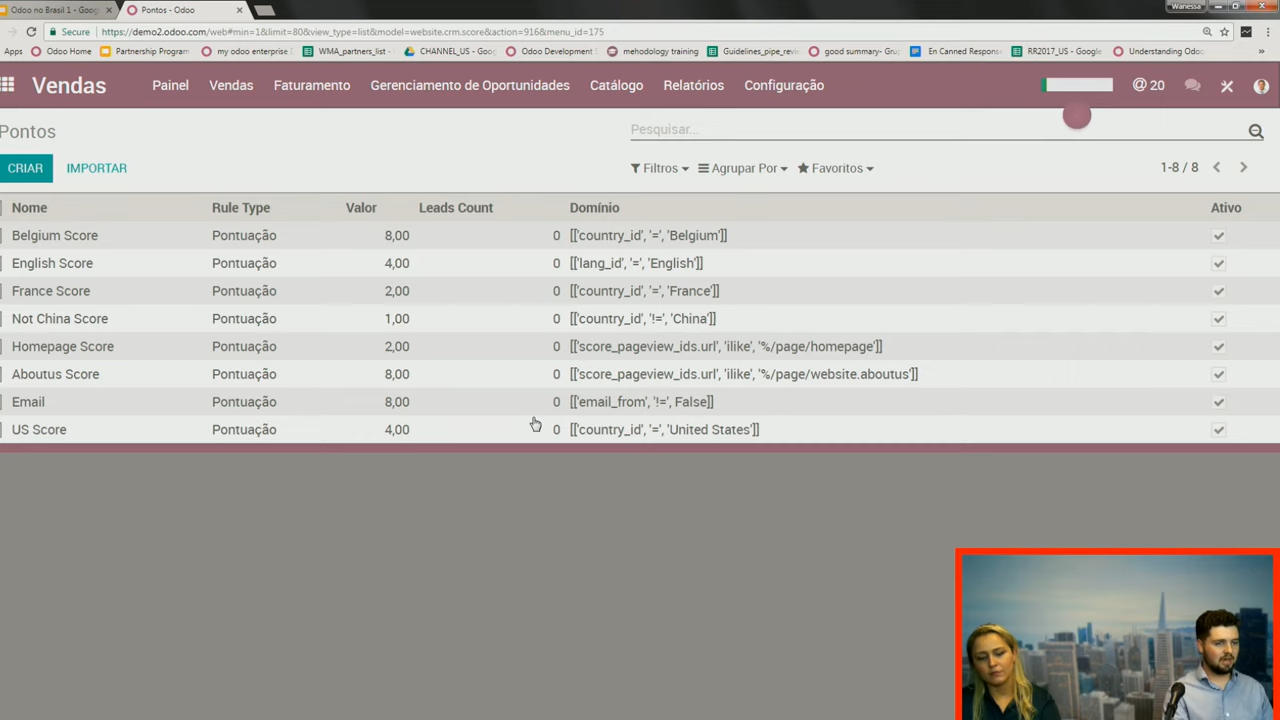 Odoo no Brasil 1 - Goog
Pontos - Odoo
Wanessa
Secure https://demo2.odoo.com/web#min=1&limit=80&view_type=list&model=website.crm.score&action=916&menu_id=175
Apps Odoo Home Partnership Program my odoo enterprise WMA_partners_list - CHANNEL_US - Goo Odoo Development mehodology training Guidelines_pipe_revie good summary- Gru En Canned Respons RR2017_US - Google Understanding Odoo »
Vendas Painel Vendas Faturamento Gerenciamento de Oportunidades Catálogo Relatórios Configuração @ 20
Pontos Pesquisar...
CRIAR IMPORTAR Filtros Agrupar Por Favoritos 1-8 / 8
Nome Rule Type Valor Leads Count Domínio Ativo
Belgium Score Pontuação 8,00 0 [['country_id', '=', 'Belgium']]
English Score Pontuação 4,00 0 [['lang_id', '=', 'English']]
France Score Pontuação 2,00 0 [['country_id', '=', 'France']]
Not China Score Pontuação 1,00 0 [['country_id', '!=', 'China']]
Homepage Score Pontuação 2,00 0 [['score_pageview_ids.url', 'ilike', '%/page/homepage']]
Aboutus Score Pontuação 8,00 0 [['score_pageview_ids.url', 'ilike', '%/page/website.aboutus']]
Email Pontuação 8,00 0 [['email_from', '!=', False]]
US Score Pontuação 4,00 0 [['country_id', '=', 'United States']]